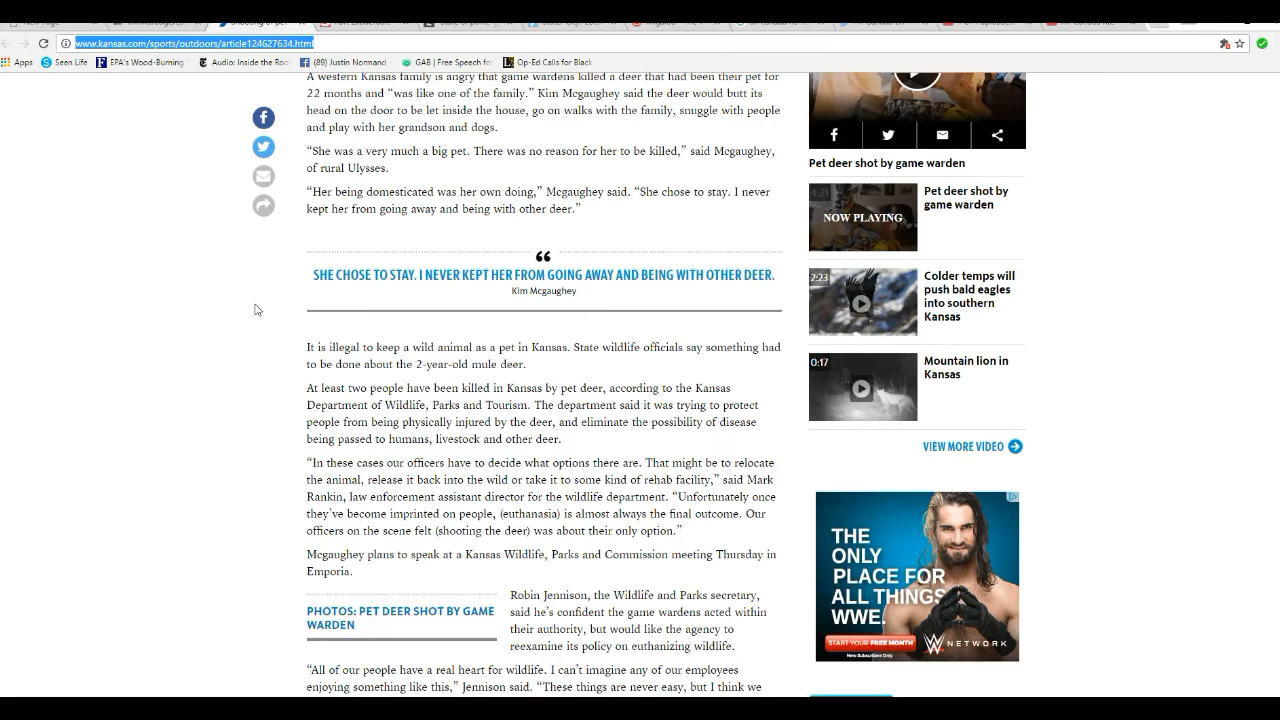 www.kansas.com/sports/outdoors/article124627634.html
Apps
Seen Life
EPA's Wood-Burning
Audio: Inside the Roo
(89) Justin Normand
GAB | Free Speech for
Op-Ed Calls for Black
A western Kansas family is angry that game wardens killed a deer that had been their pet for
22 months and “was like one of the family.” Kim Mcgaughey said the deer would butt its
head on the door to be let inside the house, go on walks with the family, snuggle with people
and play with her grandson and dogs.
“She was a very much a big pet. There was no reason for her to be killed,” said Mcgaughey,
of rural Ulysses.
“Her being domesticated was her own doing,” Mcgaughey said. “She chose to stay. I never
kept her from going away and being with other deer.”
“
SHE CHOSE TO STAY. I NEVER KEPT HER FROM GOING AWAY AND BEING WITH OTHER DEER.
Kim Mcgaughey
It is illegal to keep a wild animal as a pet in Kansas. State wildlife officials say something had
to be done about the 2-year-old mule deer.
At least two people have been killed in Kansas by pet deer, according to the Kansas
Department of Wildlife, Parks and Tourism. The department said it was trying to protect
people from being physically injured by the deer, and eliminate the possibility of disease
being passed to humans, livestock and other deer.
“In these cases our officers have to decide what options there are. That might be to relocate
the animal, release it back into the wild or take it to some kind of rehab facility,” said Mark
Rankin, law enforcement assistant director for the wildlife department. “Unfortunately once
they’ve become imprinted on people, (euthanasia) is almost always the final outcome. Our
officers on the scene felt (shooting the deer) was about their only option.”
Mcgaughey plans to speak at a Kansas Wildlife, Parks and Commission meeting Thursday in
Emporia.
PHOTOS: PET DEER SHOT BY GAME
WARDEN
Robin Jennison, the Wildlife and Parks secretary,
said he’s confident the game wardens acted within
their authority, but would like the agency to
reexamine its policy on euthanizing wildlife.
“All of our people have a real heart for wildlife. I can’t imagine any of our employees
enjoying something like this,” Jennison said. “These things are never easy, but I think we
Pet deer shot by game warden
NOW PLAYING
Pet deer shot by
game warden
2:23
Colder temps will
push bald eagles
into southern
Kansas
0:17
Mountain lion in
Kansas
VIEW MORE VIDEO
THE
ONLY
PLACE FOR
ALL THINGS
WWE.
START YOUR FREE MONTH
New Subscribers Only
NETWORK